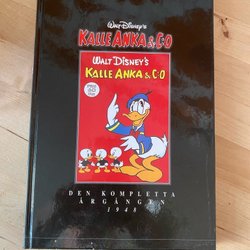 WALT DISNEY'S
KALLE ANKA & C:O
WALT DISNEY'S
KALLE ANKA & C:O
DEN KOMPLETTA
ÅRGÅNGEN
1948